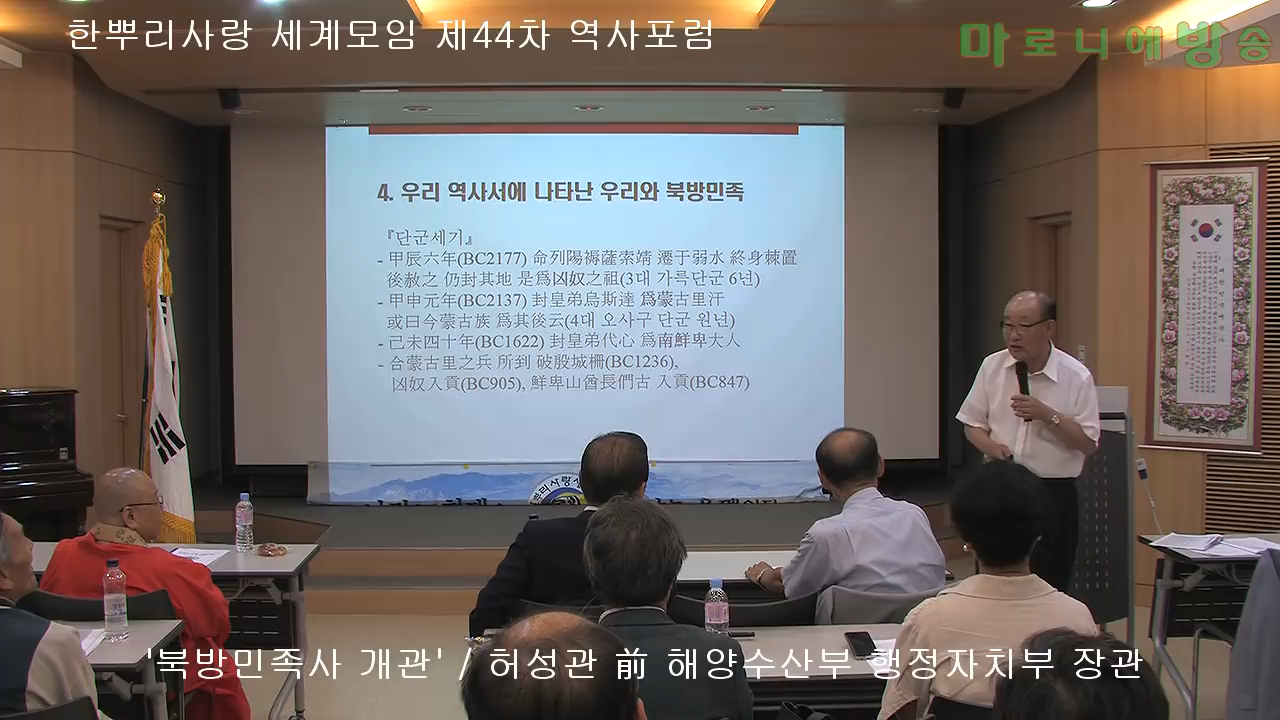 한뿌리사랑 세계모임 제44차 역사포럼
마로니에방송
4. 우리 역사서에 나타난 우리와 북방민족
『단군세기』
- 甲辰六年(BC2177) 命列陽褥薩索靖 遷于弱水 終身棘置
後赦之 仍封其地 是爲凶奴之祖(3대 가륵단군 6년)
- 甲申元年(BC2137) 封皇弟烏斯達 爲蒙古里汗
或曰今蒙古族 爲其後云(4대 오사구 단군 원년)
- 己未四十年(BC1622) 封皇弟代心 爲南鮮卑大人
- 合蒙古里之兵 所到 破殷城柵(BC1236),
凶奴入貢(BC905), 鮮卑山酋長們古 入貢(BC847)
'북방민족사 개관' / 허성관 前 해양수산부 행정자치부 장관